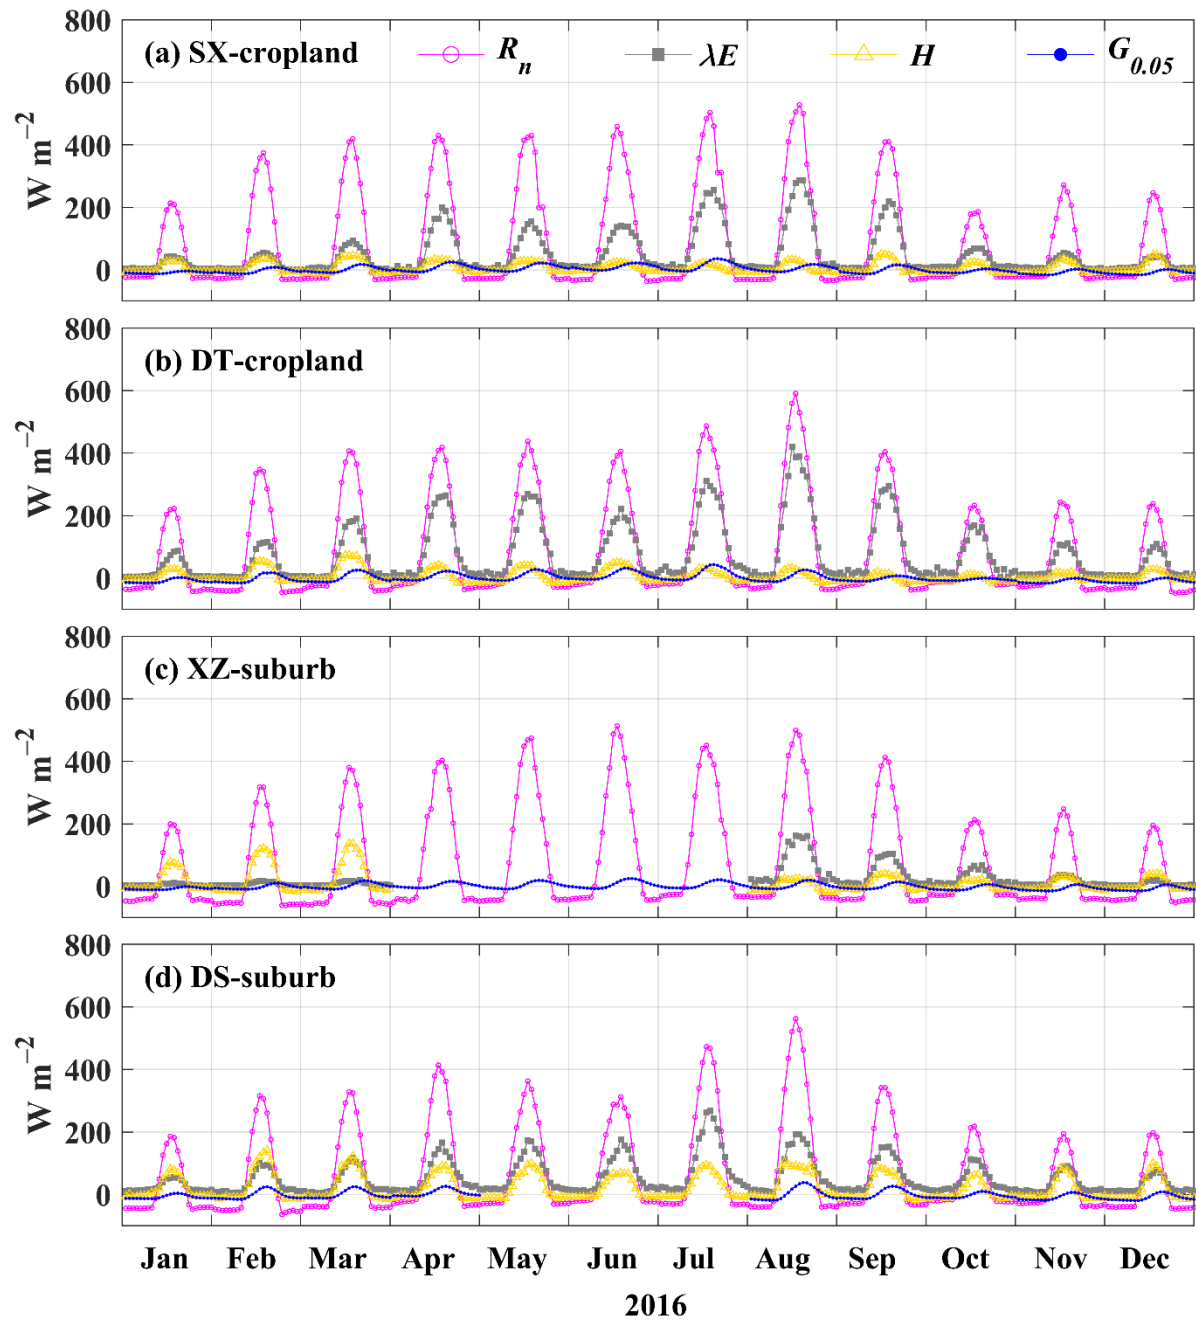 800
(a) SX-cropland Rn λE H G0.05
600
400
200
0
W m−2
800
(b) DT-cropland
600
400
200
0
W m−2
800
(c) XZ-suburb
600
400
200
0
W m−2
800
(d) DS-suburb
600
400
200
0
W m−2
Jan Feb Mar Apr May Jun Jul Aug Sep Oct Nov Dec
2016